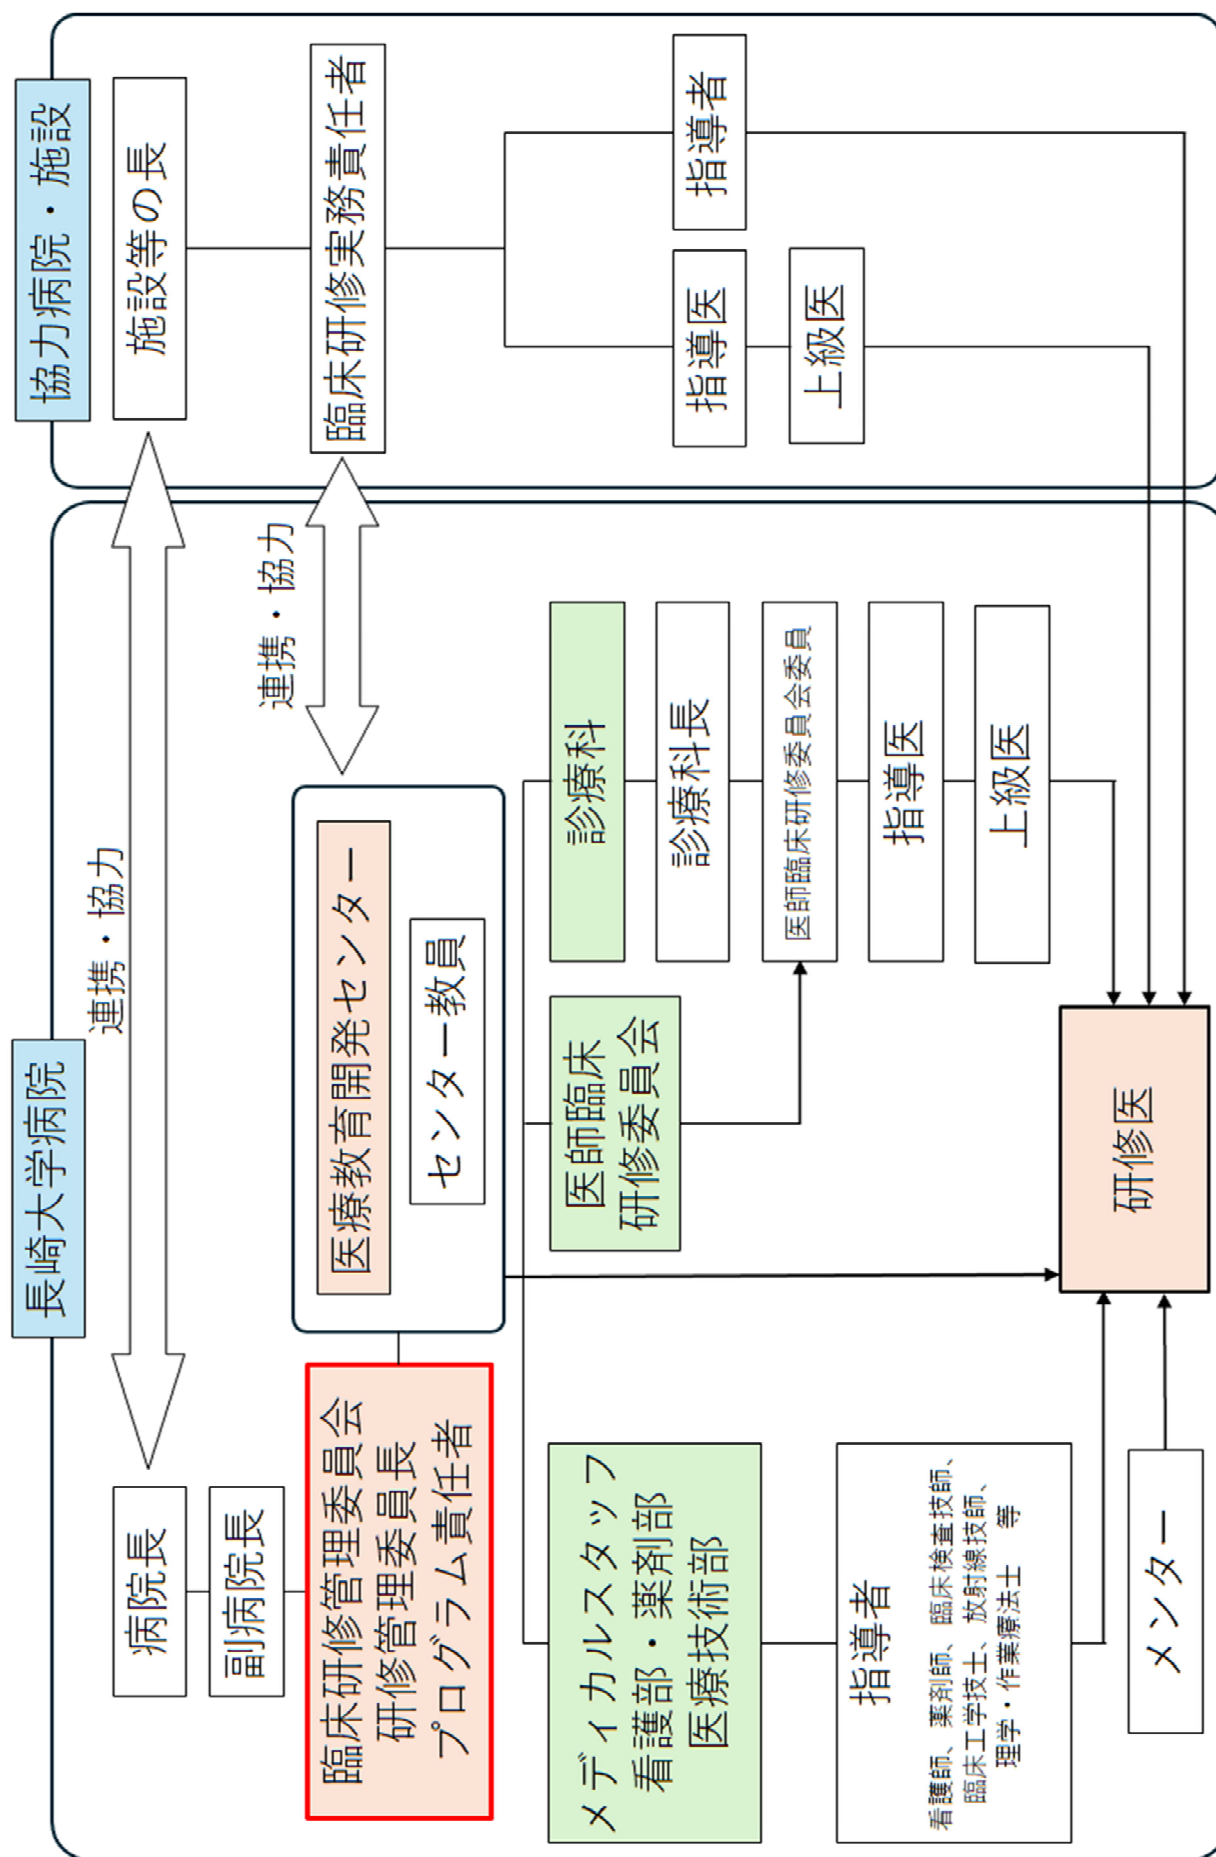 長崎大学病院
病院長
副病院長
連携・協力
臨床研修管理委員会
研修管理委員長
プログラム責任者
医療教育開発センター
センター教員
連携・協力
メディカルスタッフ
看護部・薬剤部
医療技術部
指導者
看護師、薬剤師、臨床検査技師、
臨床工学技士、放射線技師、
理学・作業療法士　等
メンター
医師臨床
研修委員会
診療科
診療科長
医師臨床研修委員会委員
指導医
上級医
研修医
協力病院・施設
施設等の長
臨床研修実務責任者
指導医
上級医
指導者